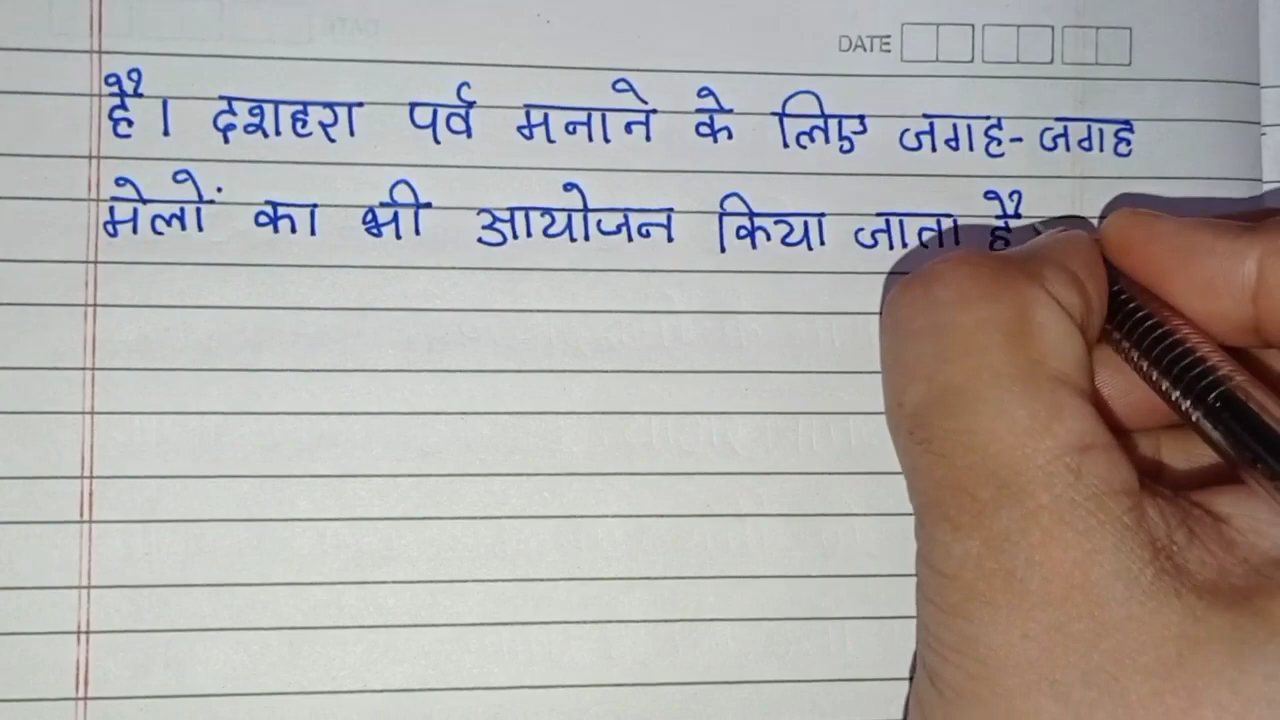 DATE
है। दशहरा पर्व मनाने के लिए जगह-जगह
मेलों का भी आयोजन किया जाता है